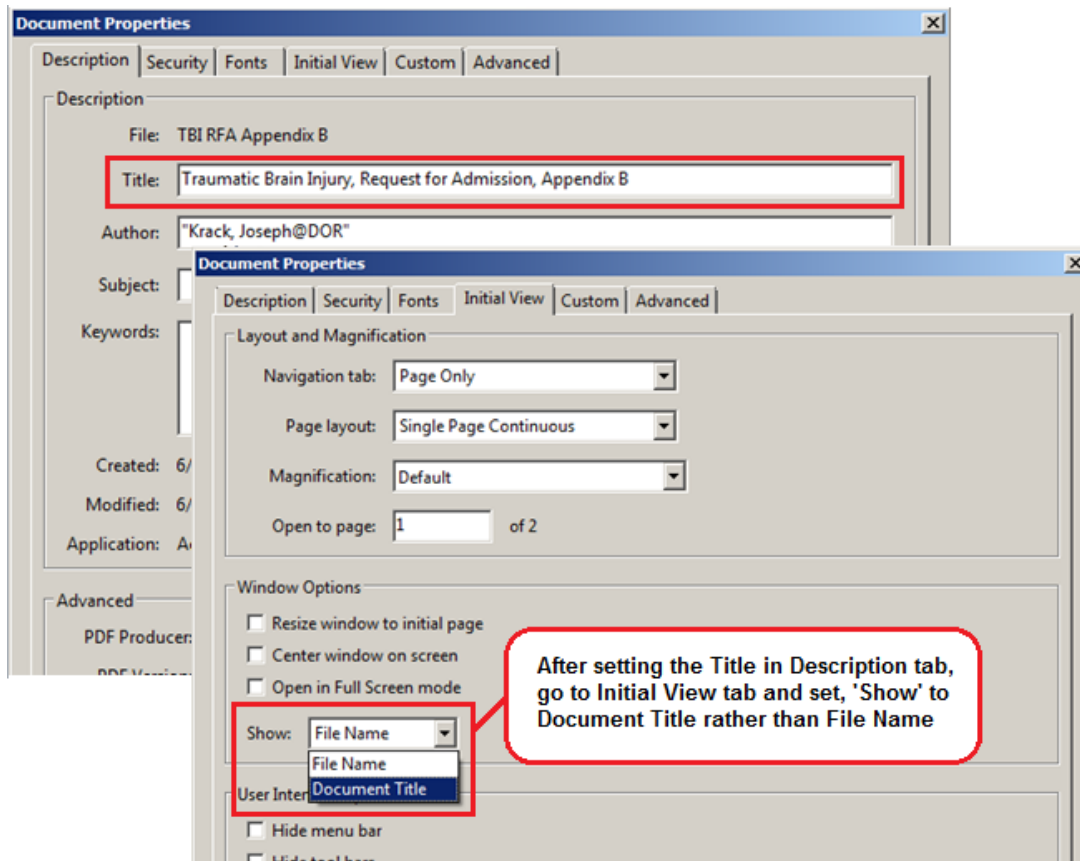 Document Properties
Description Security Fonts Initial View Custom Advanced
Description
File: TBI RFA Appendix B
Title: Traumatic Brain Injury, Request for Admission, Appendix B
Author: "Krack, Joseph@DOR"
Subject:
Keywords:
Created: 6/
Modified: 6/
Application:
Advanced
PDF Producer:
Document Properties
Description Security Fonts Initial View Custom Advanced
Layout and Magnification
Navigation tab: Page Only
Page layout: Single Page Continuous
Magnification: Default
Open to page: 1 of 2
Window Options
Resize window to initial page
Center window on screen
Open in Full Screen mode
Show: File Name
File Name
Document Title
User Inter
Hide menu bar
After setting the Title in Description tab,
go to Initial View tab and set, 'Show' to
Document Title rather than File Name